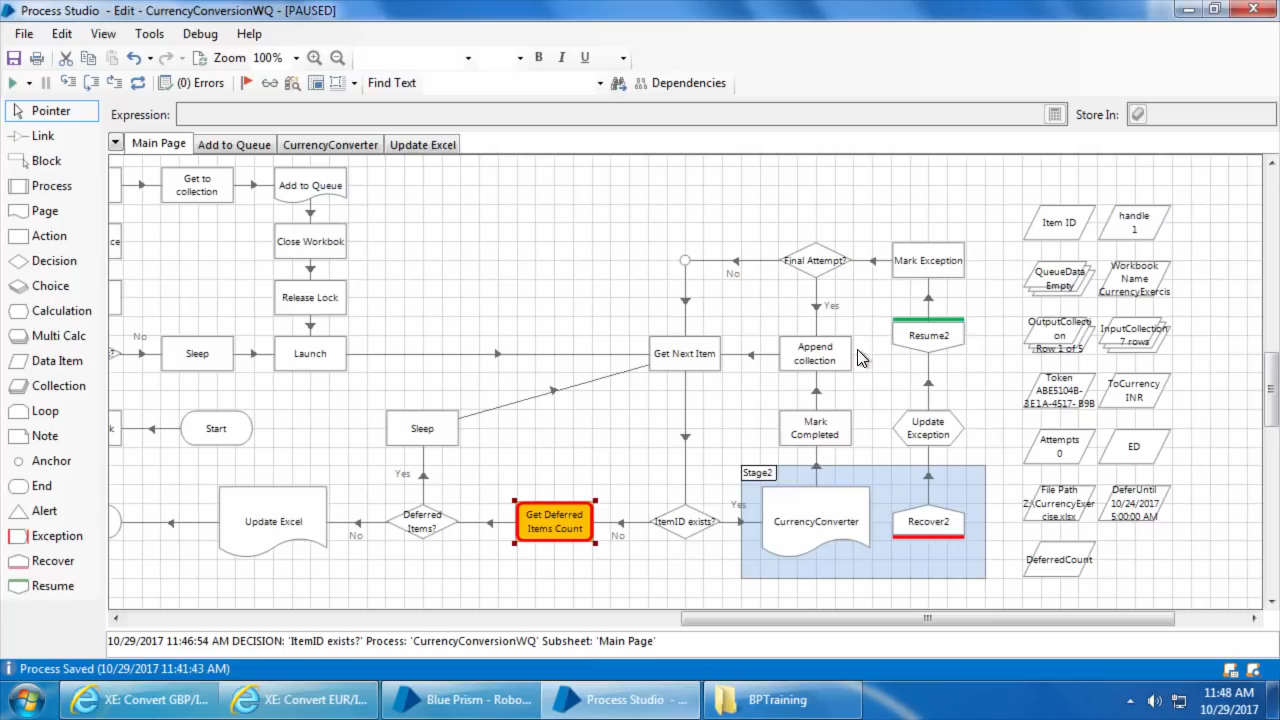 Process Studio - Edit - CurrencyConversionWQ - [PAUSED]
File Edit View Tools Debug Help
Zoom 100% B I U
(0) Errors Find Text Dependencies
Pointer
Link
Block
Process
Page
Action
Decision
Choice
Calculation
Multi Calc
Data Item
Collection
Loop
Note
Anchor
End
Alert
Exception
Recover
Resume
Expression: Store In:
Main Page Add to Queue CurrencyConverter Update Excel
Get to
collection
Add to Queue
ce
Close Workbok
Release Lock
No
?
Sleep
Launch
k
Start
Sleep
Yes
Update Excel
No
Deferred
Items?
Get Deferred
Items Count
No
ItemID exists?
Yes
Get Next Item
No
Final Attempt?
Yes
Mark Exception
Append
collection
Resume2
Mark
Completed
Update
Exception
Stage2
CurrencyConverter
Recover2
Item ID
handle
1
QueueData
Empty
Workbook
Name
CurrencyExercis
OutputCollecti
on
Row 1 of 5
InputCollection
7 rows
Token
ABE5104B-
3E1A-4517- B9B
ToCurrency
INR
Attempts
0
ED
File Path
Z:\CurrencyExer
cise.xlsx
DeferUntil
10/24/2017
5:00:00 AM
DeferredCount
10/29/2017 11:46:54 AM DECISION: 'ItemID exists?' Process: 'CurrencyConversionWQ' Subsheet: 'Main Page'
Process Saved (10/29/2017 11:41:43 AM)
XE: Convert GBP/I... XE: Convert EUR/I... Blue Prism - Robo... Process Studio - ... BPTraining
11:48 AM
10/29/2017